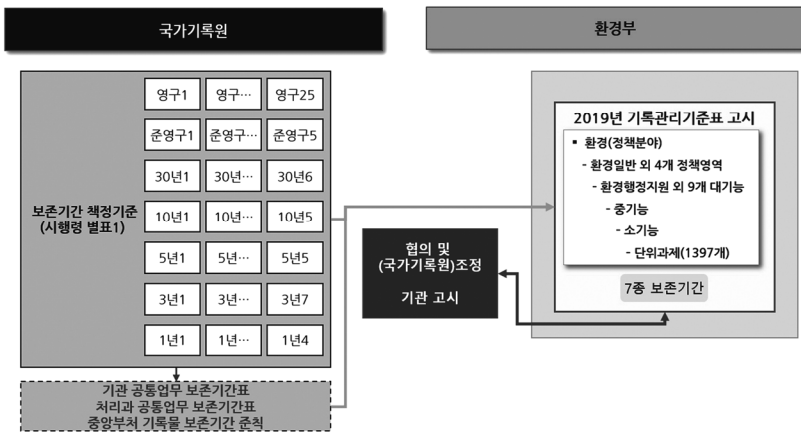 국가기록원
환경부
영구1 영구… 영구25
준영구1 준영구… 준영구5
30년1 30년… 30년6
보존기간 책정기준
(시행령 별표1)
10년1 10년… 10년5
5년1 5년… 5년5
3년1 3년… 3년7
1년1 1년… 1년4
기관 공통업무 보존기간표
처리과 공통업무 보존기간표
중앙부처 기록물 보존기간 준칙
협의 및
(국가기록원)조정
기관 고시
2019년 기록관리기준표 고시
▪ 환경(정책분야)
- 환경일반 외 4개 정책영역
- 환경행정지원 외 9개 대기능
- 중기능
- 소기능
- 단위과제(1397개)
7종 보존기간